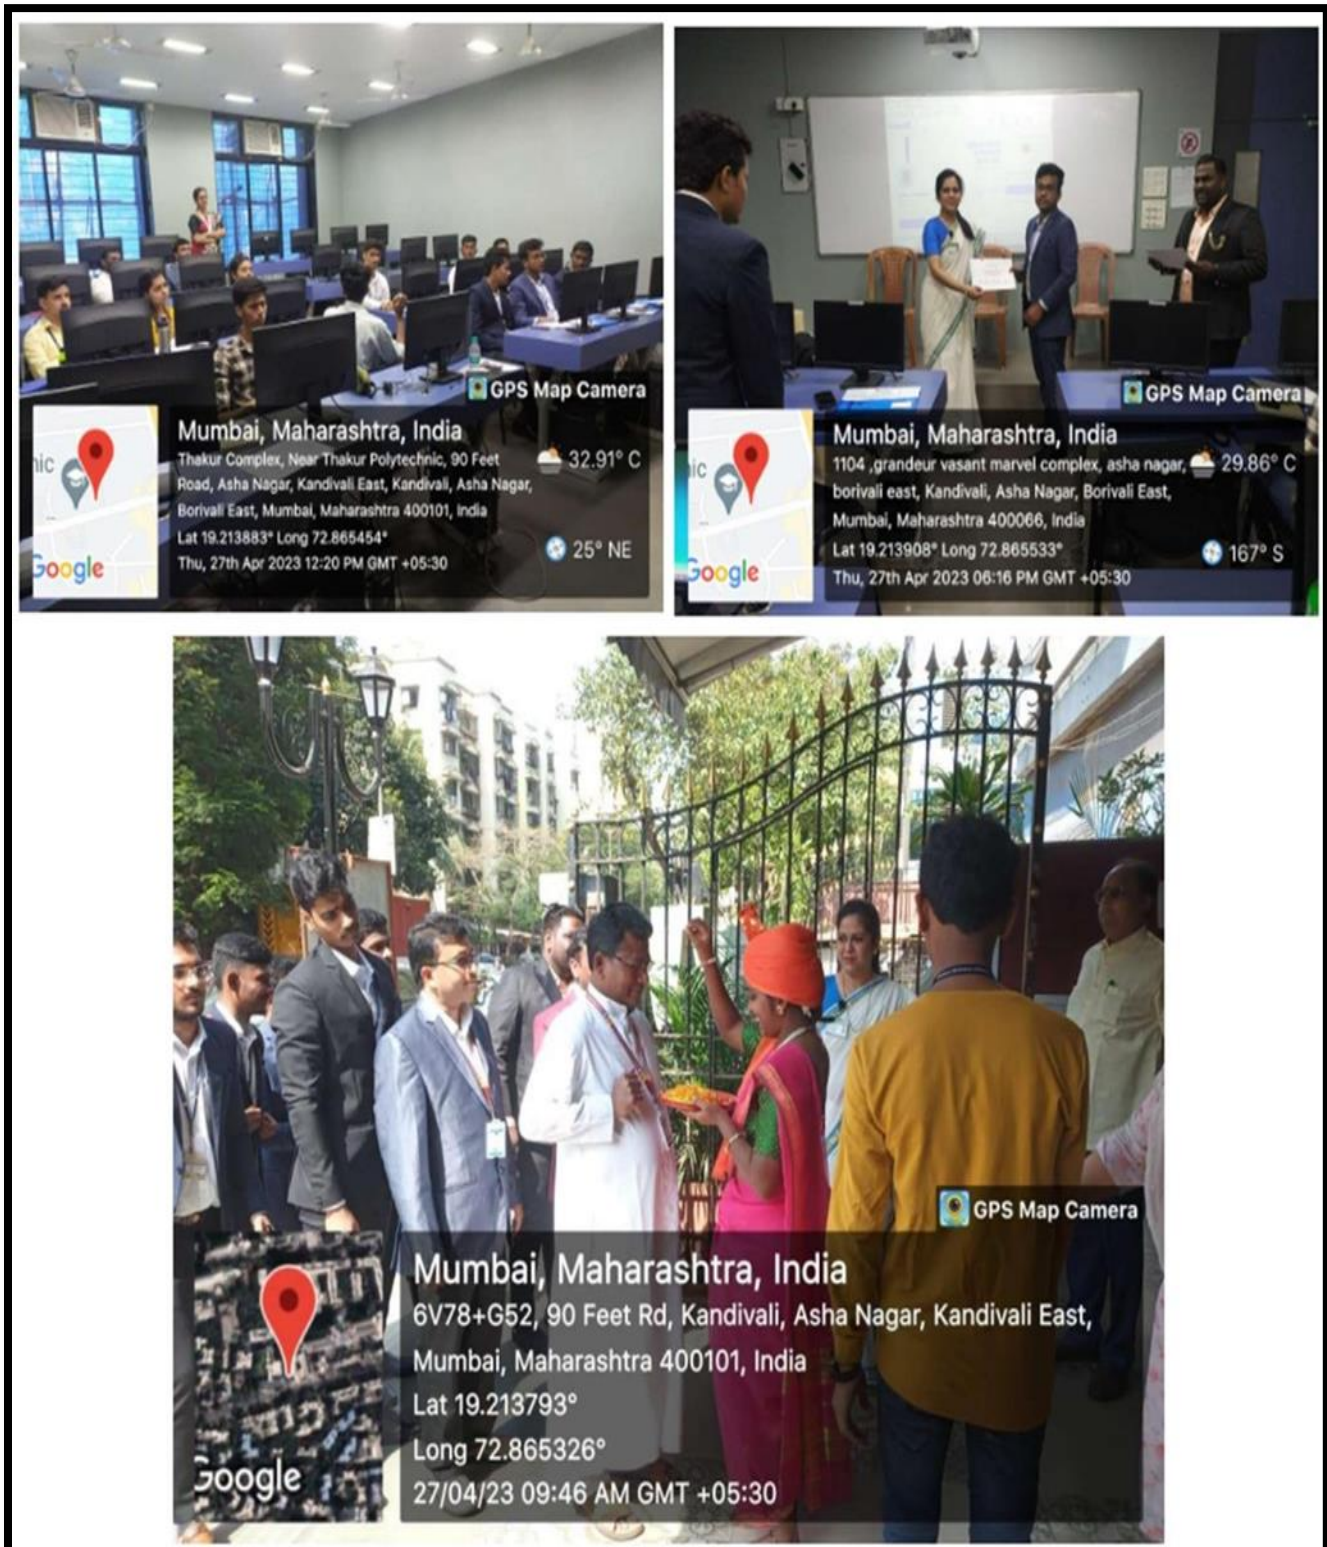 GPS Map Camera
Mumbai, Maharashtra, India
Thakur Complex, Near Thakur Polytechnic, 90 Feet
Road, Asha Nagar, Kandivali East, Kandivali, Asha Nagar,
Borivali East, Mumbai, Maharashtra 400101, India
Lat 19.213883° Long 72.865454°
Thu, 27th Apr 2023 12:20 PM GMT +05:30
32.91° C
25° NE
nic
Google
GPS Map Camera
Mumbai, Maharashtra, India
1104 ,grandeur vasant marvel complex, asha nagar,
borivali east, Kandivali, Asha Nagar, Borivali East,
Mumbai, Maharashtra 400066, India
Lat 19.213908° Long 72.865533°
Thu, 27th Apr 2023 06:16 PM GMT +05:30
29.86° C
167° S
ic
Google
GPS Map Camera
Mumbai, Maharashtra, India
6V78+G52, 90 Feet Rd, Kandivali, Asha Nagar, Kandivali East,
Mumbai, Maharashtra 400101, India
Lat 19.213793°
Long 72.865326°
27/04/23 09:46 AM GMT +05:30
Google